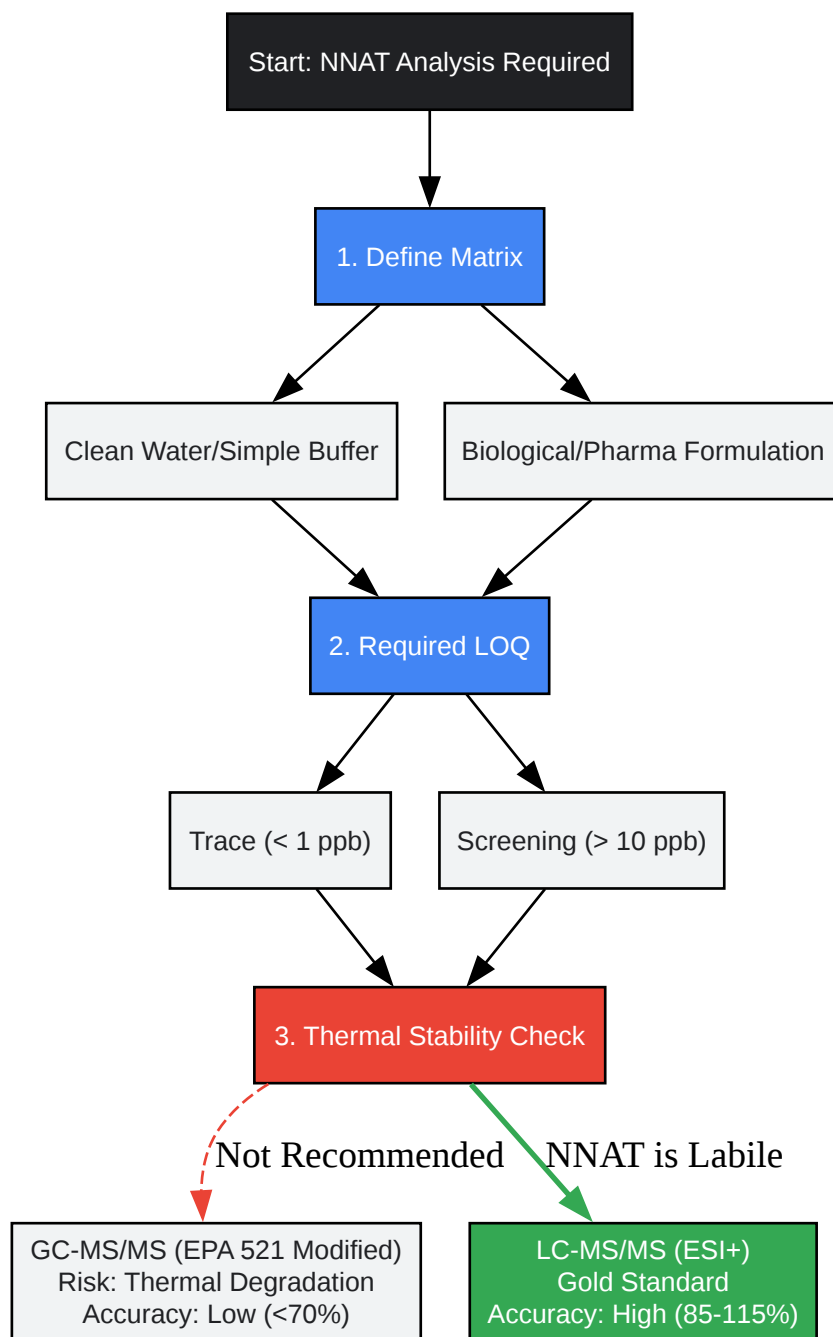 Start: NNAT Analysis Required
1. Define Matrix
Clean Water/Simple Buffer
Biological/Pharma Formulation
2. Required LOQ
Trace (< 1 ppb)
Screening (> 10 ppb)
3. Thermal Stability Check
Not Recommended
NNAT is Labile
GC-MS/MS (EPA 521 Modified)
Risk: Thermal Degradation
Accuracy: Low (<70%)
LC-MS/MS (ESI+)
Gold Standard
Accuracy: High (85-115%)